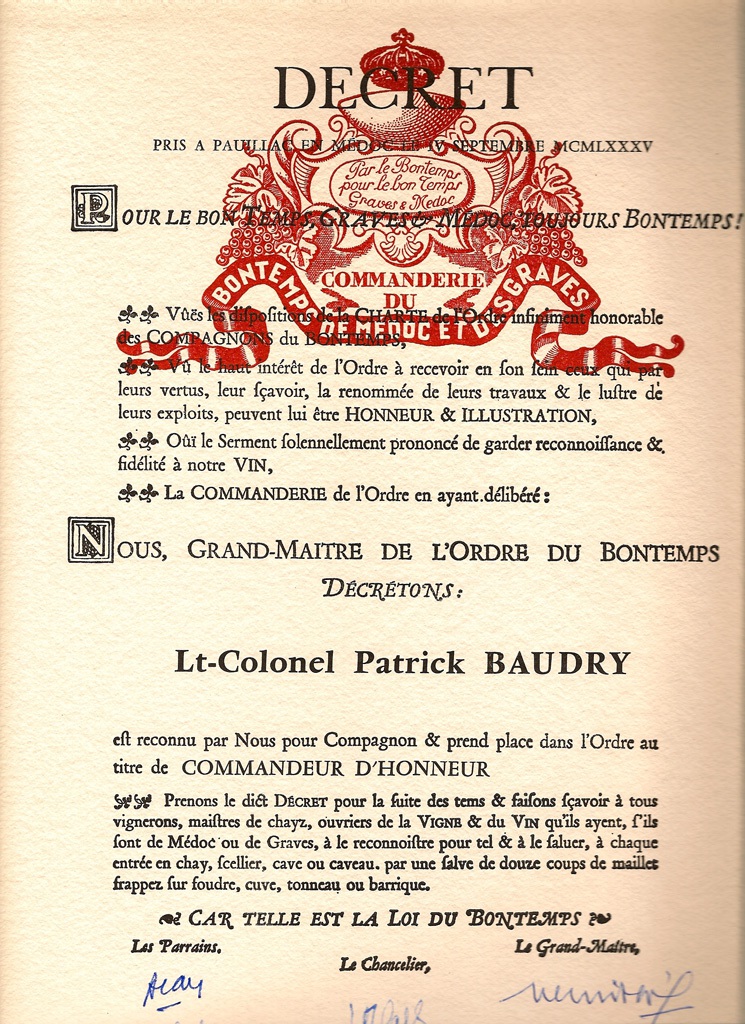 DECRET
PRIS A PAUILLAC EN MÉDOC LE IV SEPTEMBRE MCMLXXXV
Par le Bontemps
pour le bon Temps
Graves & Medoc
POUR LE BON TEMPS, GRAVES & MÉDOC, TOUJOURS BONTEMPS!
COMMANDERIE
DU
BONTEMPS DE MEDOC ET DES GRAVES
Vûës les diſpoſitions de la CHARTE de l'Ordre infiniment honorable
des COMPAGNONS du BONTEMPS,
Vû le haut intérêt de l'Ordre à recevoir en ſon ſein ceux qui par
leurs vertus, leur ſçavoir, la renommée de leurs travaux & le luſtre de
leurs exploits, peuvent lui être HONNEUR & ILLUSTRATION,
Oüï le Serment ſolennellement prononcé de garder reconnoiſſance &
fidélité à notre VIN,
La COMMANDERIE de l'Ordre en ayant délibéré :
NOUS, GRAND-MAITRE DE L'ORDRE DU BONTEMPS
DÉCRÉTONS :
Lt-Colonel Patrick BAUDRY
eſt reconnu par Nous pour Compagnon & prend place dans l'Ordre au
titre de COMMANDEUR D'HONNEUR
Prenons le dict DÉCRET pour la ſuite des tems & faiſons ſçavoir à tous
vignerons, maiſtres de chayz, ouvriers de la VIGNE & du VIN qu'ils ayent, ſ'ils
ſont de Médoc ou de Graves, à le reconnoiſtre pour tel & à le ſaluer, à chaque
entrée en chay, ſcellier, cave ou caveau. par une ſalve de douze coups de maillet
frappez ſur foudre, cuve, tonneau ou barrique.
CAR TELLE EST LA LOI DU BONTEMPS
Les Parrains. Le Grand-Maître,
Le Chancelier,